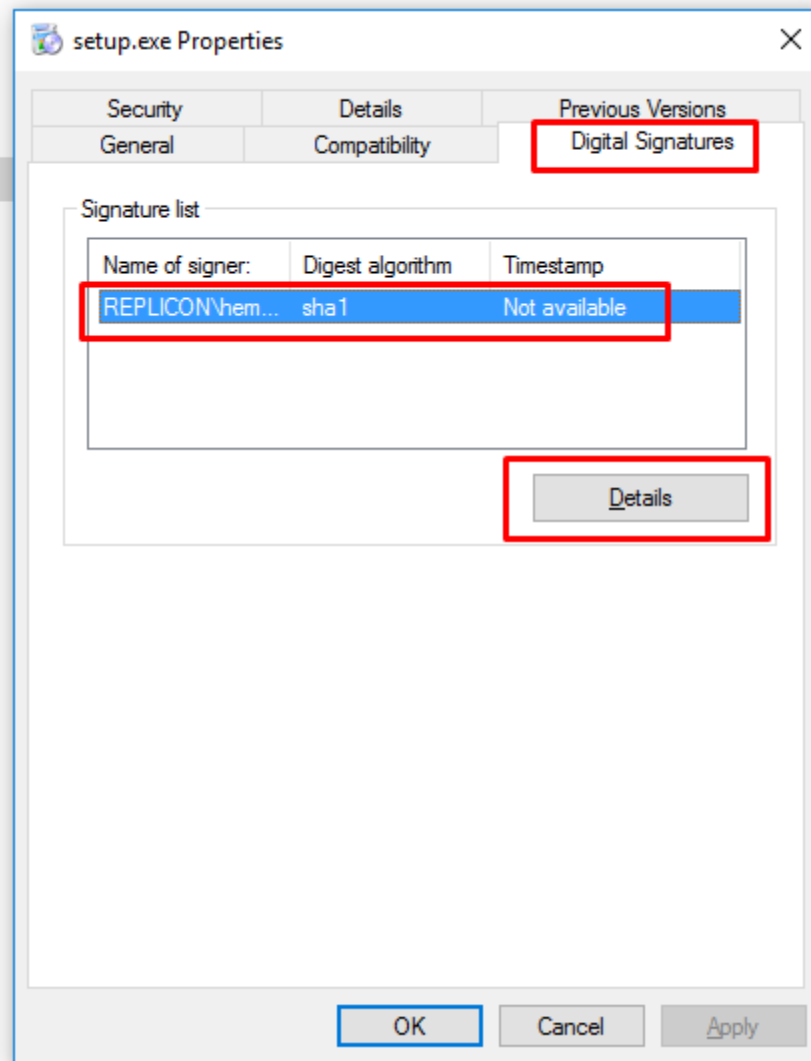 setup.exe Properties
Security Details Previous Versions
General Compatibility Digital Signatures
Signature list
Name of signer: Digest algorithm Timestamp
REPLICON\hem... sha1 Not available
Details
OK Cancel Apply